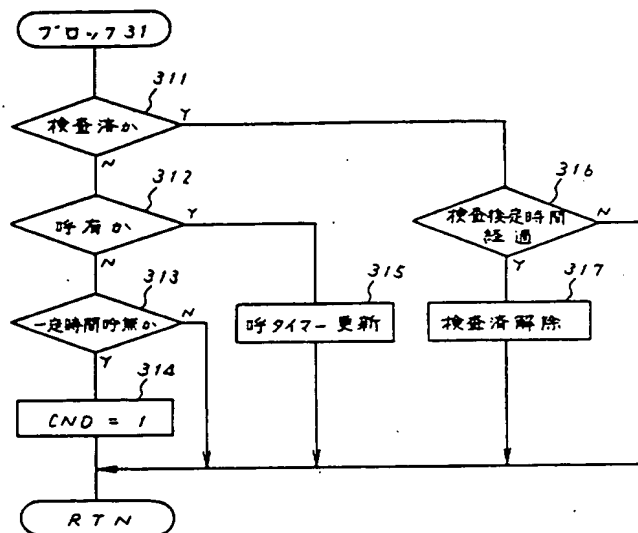 ブロック31
311
検査済か
Y
N
312
呼有か
Y
N
313
一定時間呼無か
N
Y
314
CND = 1
315
呼タイマー更新
316
検査後定時間
経過
N
Y
317
検査済解除
RTN